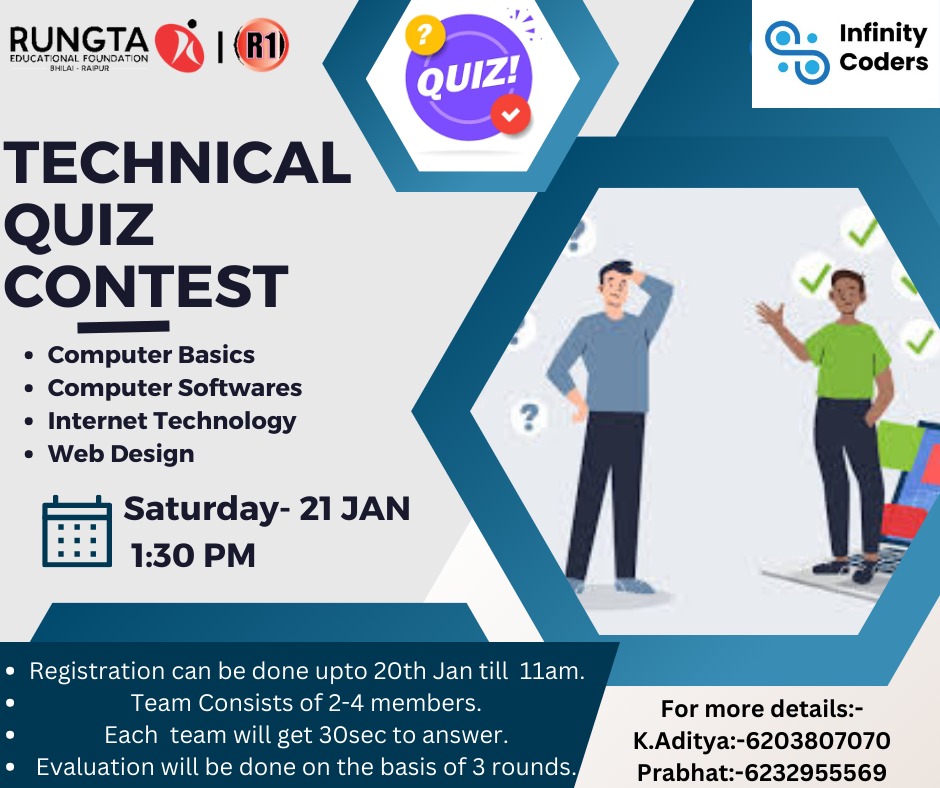 RUNGTA
EDUCATIONAL FOUNDATION
BHILAI - RAIPUR
R1
?
QUIZ!
Infinity
Coders
TECHNICAL
QUIZ
CONTEST
• Computer Basics
• Computer Softwares
• Internet Technology
• Web Design
Saturday- 21 JAN
1:30 PM
?
?
• Registration can be done upto 20th Jan till 11am.
• Team Consists of 2-4 members.
• Each team will get 30sec to answer.
• Evaluation will be done on the basis of 3 rounds.
For more details:-
K.Aditya:-6203807070
Prabhat:-6232955569